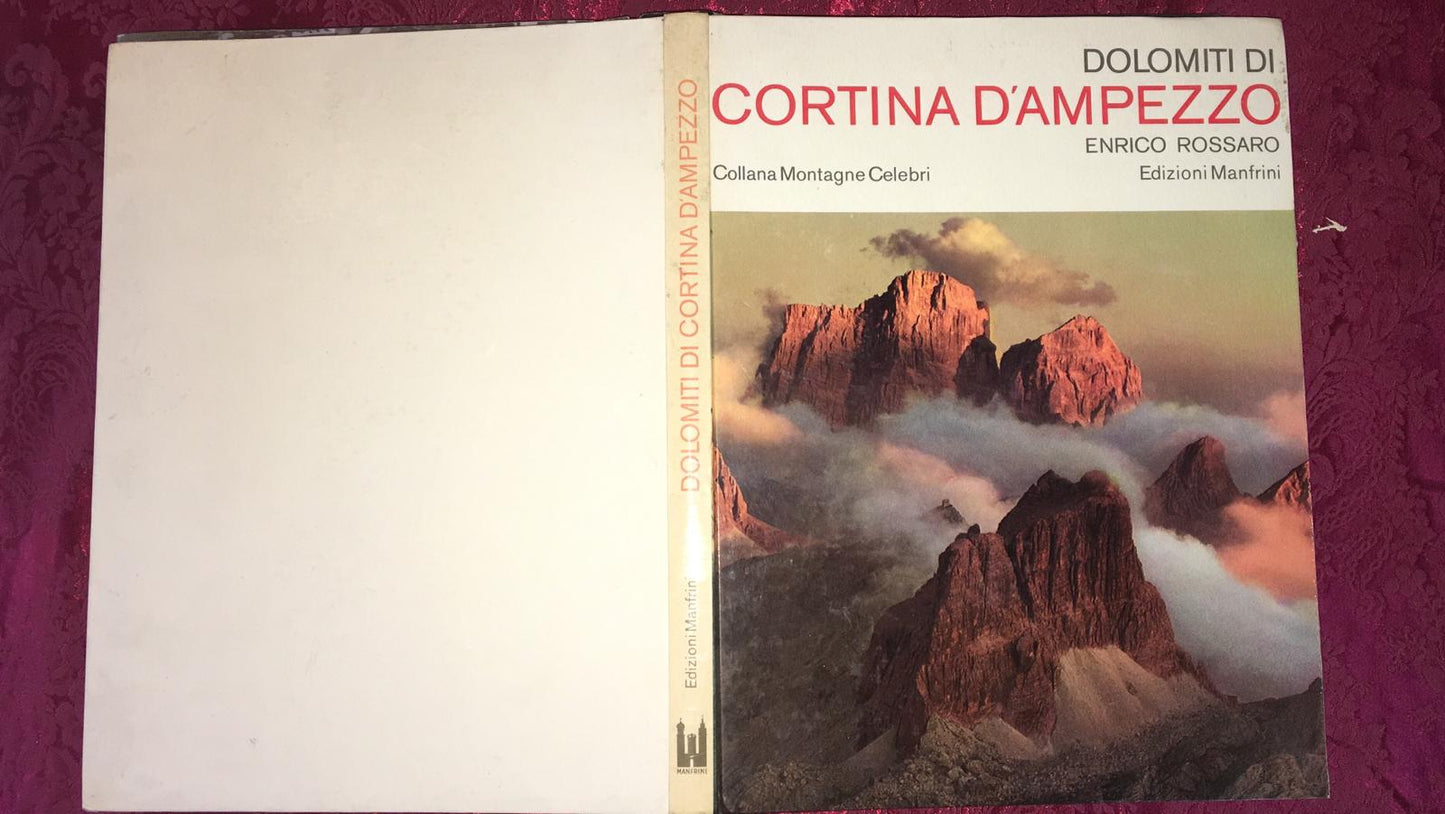 DOLOMITI DI CORTINA D'AMPEZZO
Edizioni Manfrini
MANFRINI
DOLOMITI DI
CORTINA D'AMPEZZO
ENRICO ROSSARO
Collana Montagne Celebri
Edizioni Manfrini